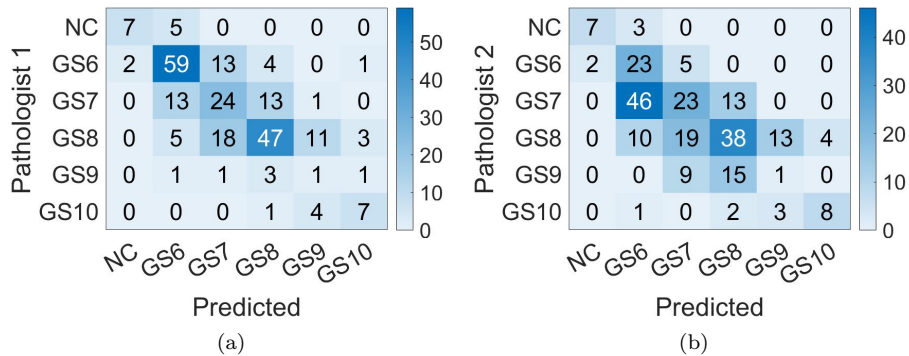 NC 7 5 0 0 0 0
GS6 2 59 13 4 0 1
GS7 0 13 24 13 1 0
GS8 0 5 18 47 11 3
GS9 0 1 1 3 1 1
GS10 0 0 0 1 4 7
NC GS6 GS7 GS8 GS9 GS10
Pathologist 1
Predicted
50
40
30
20
10
0
(a)
NC 7 3 0 0 0 0
GS6 2 23 5 0 0 0
GS7 0 46 23 13 0 0
GS8 0 10 19 38 13 4
GS9 0 0 9 15 1 0
GS10 0 1 0 2 3 8
NC GS6 GS7 GS8 GS9 GS10
Pathologist 2
Predicted
40
30
20
10
0
(b)